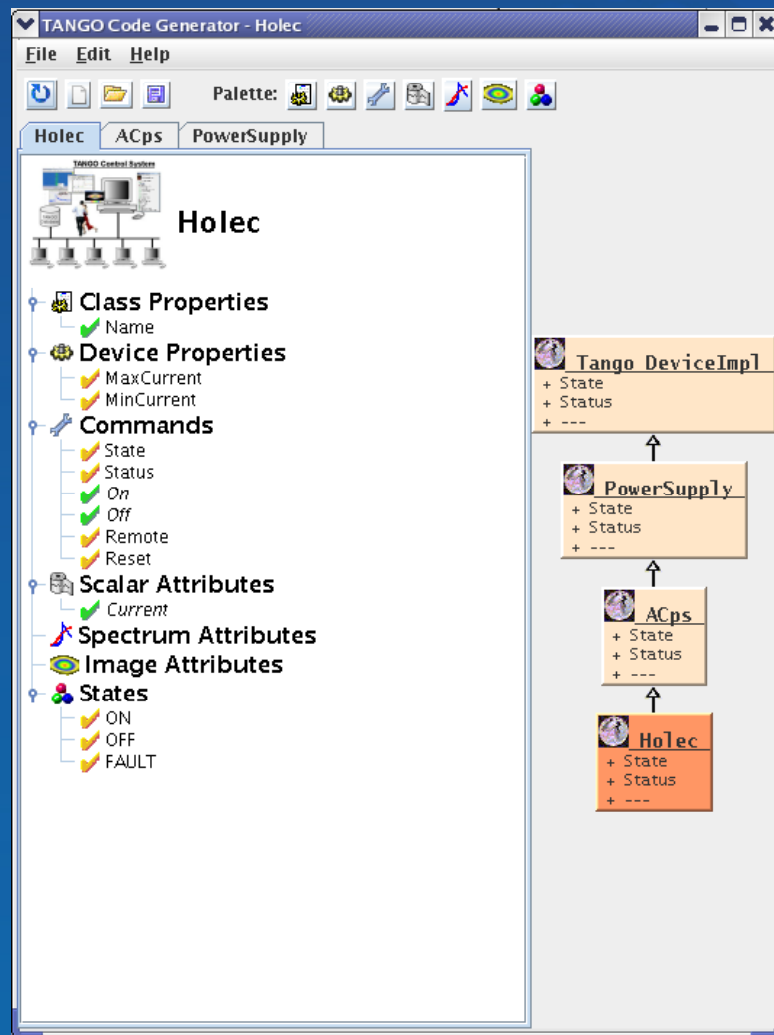 TANGO Code Generator - Holec
File Edit Help
Palette:
Holec ACps PowerSupply
TANGO Control System
Holec
Class Properties
Name
Device Properties
MaxCurrent
MinCurrent
Commands
State
Status
On
Off
Remote
Reset
Scalar Attributes
Current
Spectrum Attributes
Image Attributes
States
ON
OFF
FAULT
Tango DeviceImpl
+ State
+ Status
+ ---
PowerSupply
+ State
+ Status
+ ---
ACps
+ State
+ Status
+ ---
Holec
+ State
+ Status
+ ---